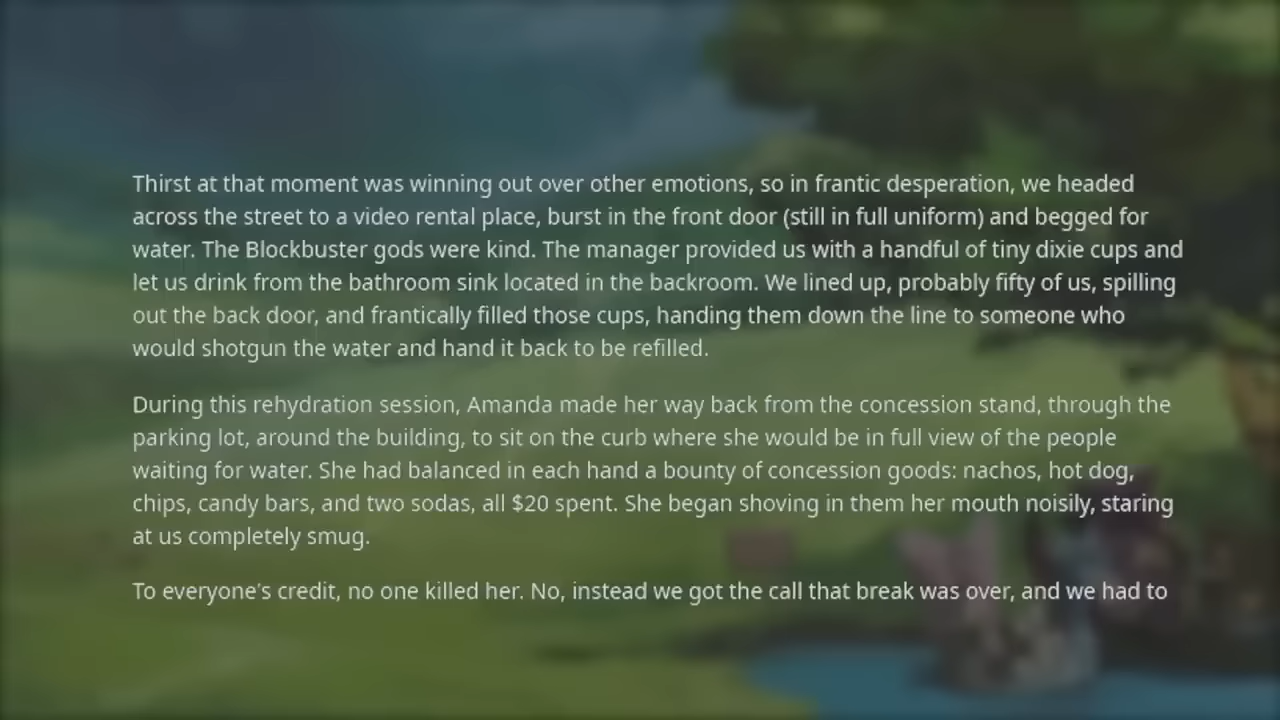 Thirst at that moment was winning out over other emotions, so in frantic desperation, we headed
across the street to a video rental place, burst in the front door (still in full uniform) and begged for
water. The Blockbuster gods were kind. The manager provided us with a handful of tiny dixie cups and
let us drink from the bathroom sink located in the backroom. We lined up, probably fifty of us, spilling
out the back door, and frantically filled those cups, handing them down the line to someone who
would shotgun the water and hand it back to be refilled.
During this rehydration session, Amanda made her way back from the concession stand, through the
parking lot, around the building, to sit on the curb where she would be in full view of the people
waiting for water. She had balanced in each hand a bounty of concession goods: nachos, hot dog,
chips, candy bars, and two sodas, all $20 spent. She began shoving in them her mouth noisily, staring
at us completely smug.
To everyone's credit, no one killed her. No, instead we got the call that break was over, and we had to